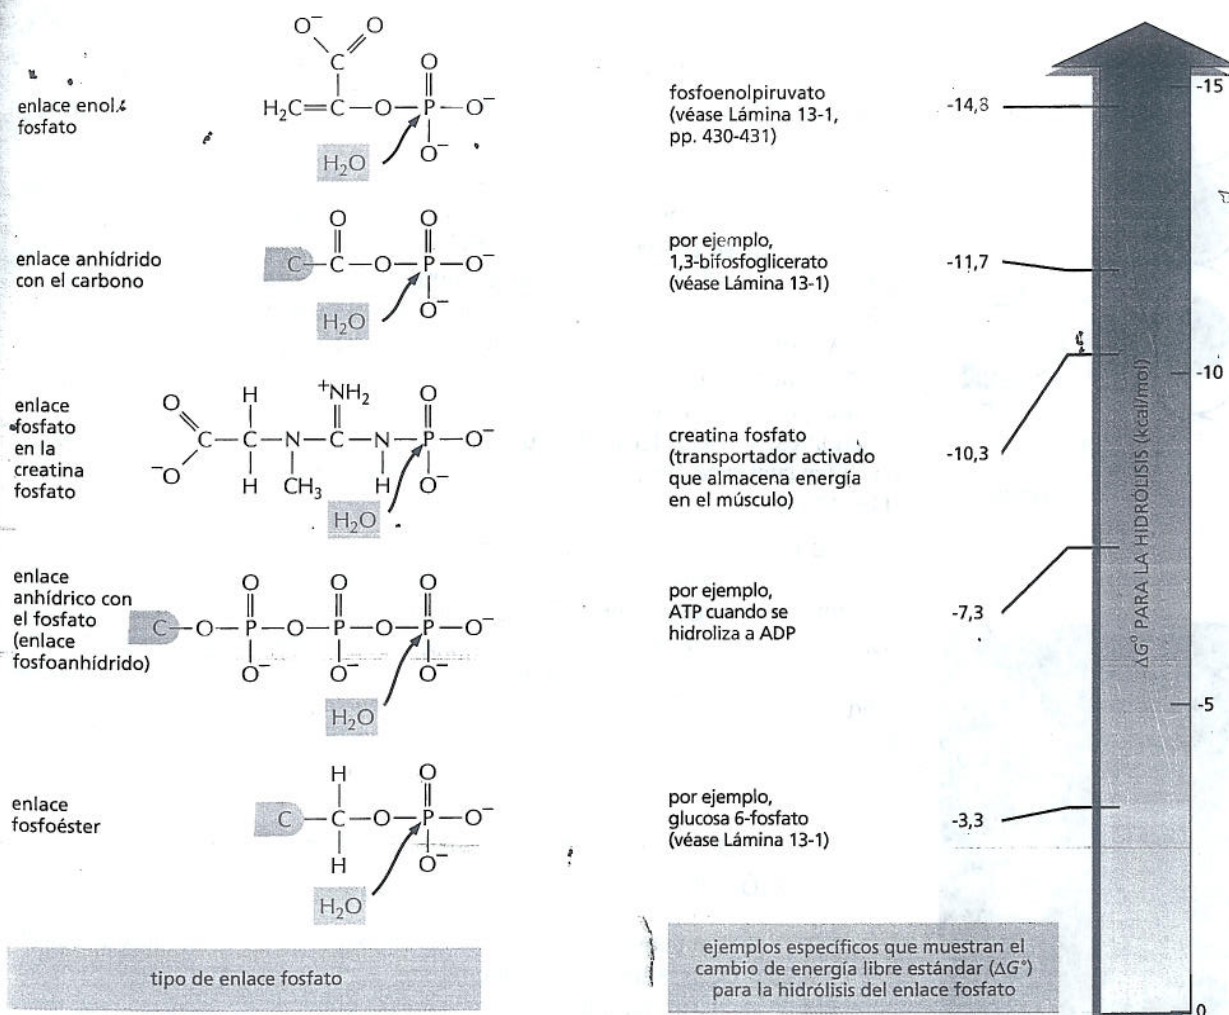 enlace enol
fosfato
O⁻ O
C
O
H₂C=C—O—P—O⁻
O⁻
H₂O
fosfoenolpiruvato
(véase Lámina 13-1,
pp. 430-431)
-14,8
enlace anhídrido
con el carbono
O O
C—C—O—P—O⁻
O⁻
H₂O
por ejemplo,
1,3-bifosfoglicerato
(véase Lámina 13-1)
-11,7
enlace
fosfato
en la
creatina
fosfato
O H ⁺NH₂ O
C—C—N—C—N—P—O⁻
⁻O H CH₃ H O⁻
H₂O
creatina fosfato
(transportador activado
que almacena energía
en el músculo)
-10,3
enlace
anhídrico con
el fosfato
(enlace
fosfoanhídrido)
O O O
C—O—P—O—P—O—P—O⁻
O⁻ O⁻ O⁻
H₂O
por ejemplo,
ATP cuando se
hidroliza a ADP
-7,3
enlace
fosfoéster
H O
C—C—O—P—O⁻
H O⁻
H₂O
por ejemplo,
glucosa 6-fosfato
(véase Lámina 13-1)
-3,3
tipo de enlace fosfato
ejemplos específicos que muestran el
cambio de energía libre estándar (ΔG°)
para la hidrólisis del enlace fosfato
ΔG° PARA LA HIDRÓLISIS (kcal/mol)
-15
-10
-5
0